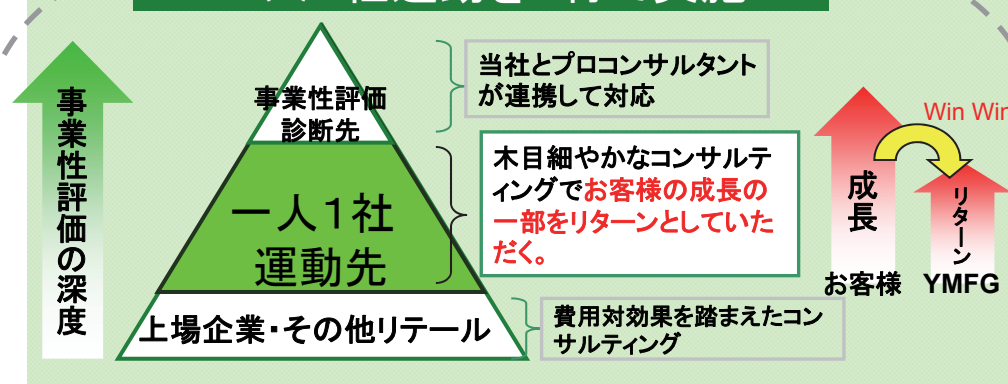 事業性評価の深度
事業性評価
診断先
一人1社
運動先
上場企業・その他リテール
当社とプロコンサルタント
が連携して対応
木目細やかなコンサルテ
ィングでお客様の成長の
一部をリターンとしていた
だく。
費用対効果を踏まえたコン
サルティング
Win Win
成長
リターン
お客様
YMFG